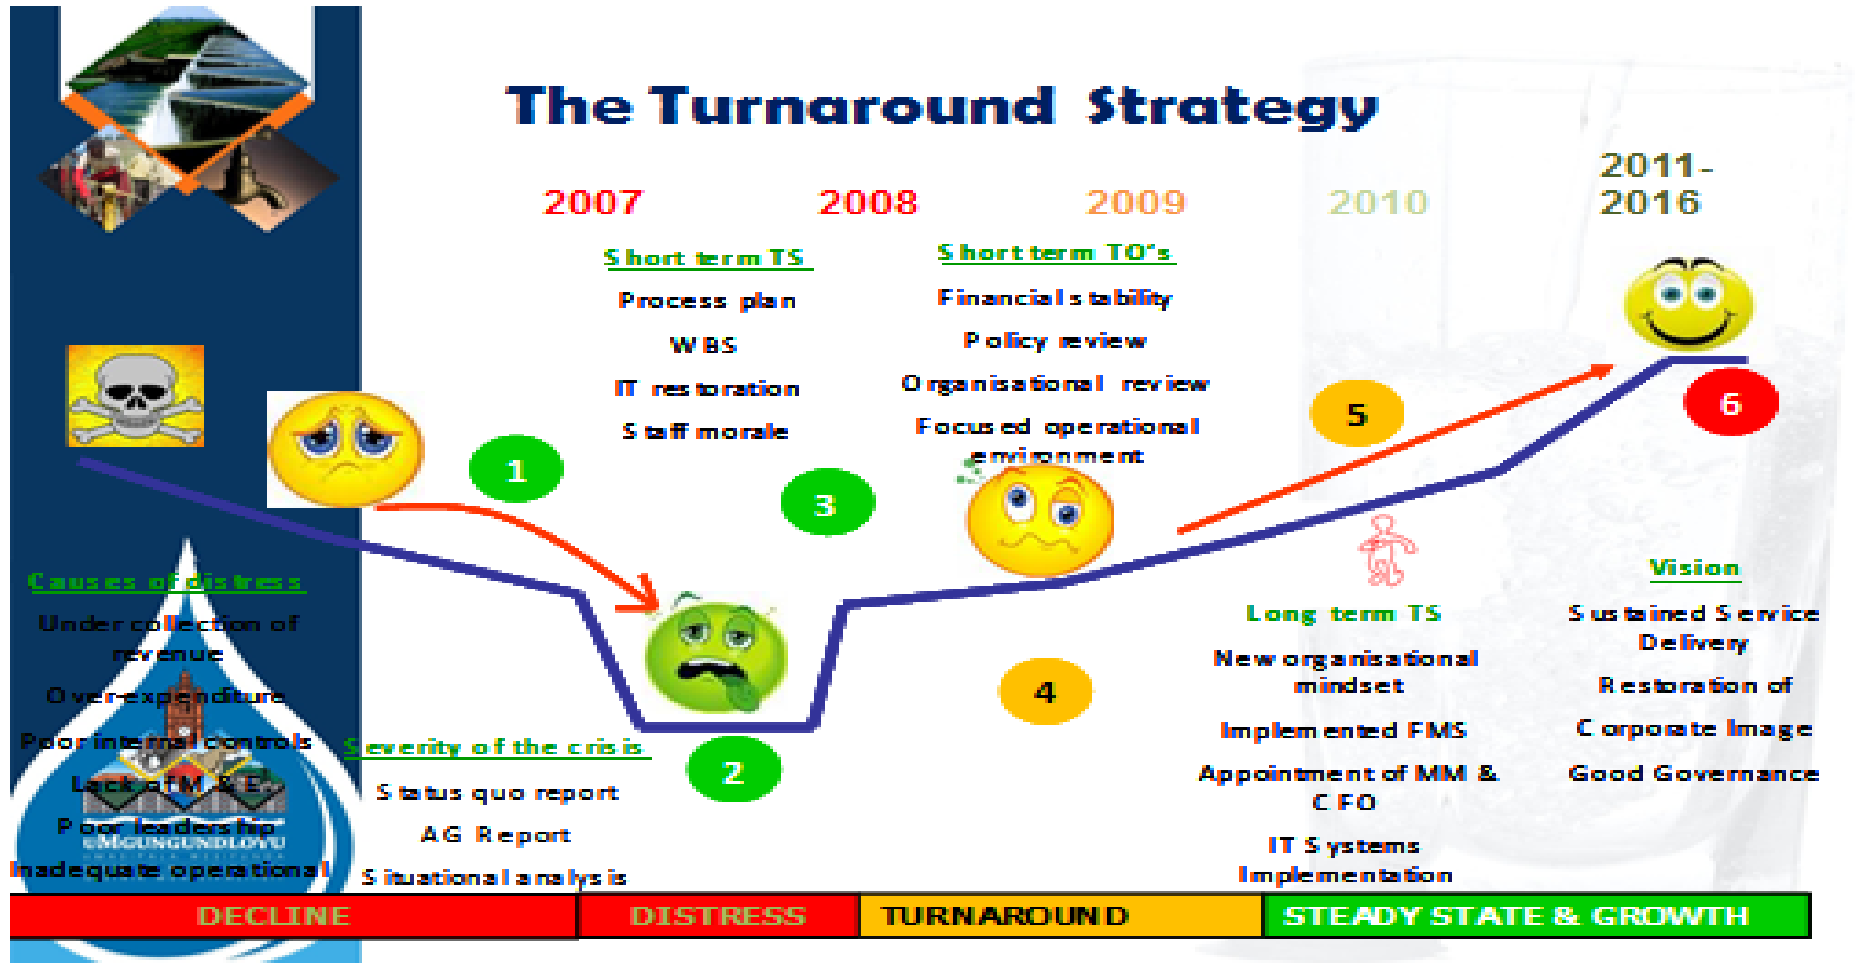 The Turnaround Strategy
2007
2008
2009
2010
2011-
2016
Short term TS
Process plan
WBS
IT restoration
Staff morale
Short term TO's
Financial stability
Policy review
Organisational review
Focused operational
environment
1
2
3
4
5
6
Causes of distress
Under collection of
revenue
Over-expenditure
Poor internal controls
Lack of M & E
Poor leadership
Inadequate operational
UMGUNGUNDLOVU
Severity of the crisis
Status quo report
AG Report
Situational analysis
Long term TS
New organisational
mindset
Implemented FMS
Appointment of MM &
CFO
IT Systems
Implementation
Vision
Sustained Service
Delivery
Restoration of
Corporate Image
Good Governance
DECLINE
DISTRESS
TURNAROUND
STEADY STATE & GROWTH